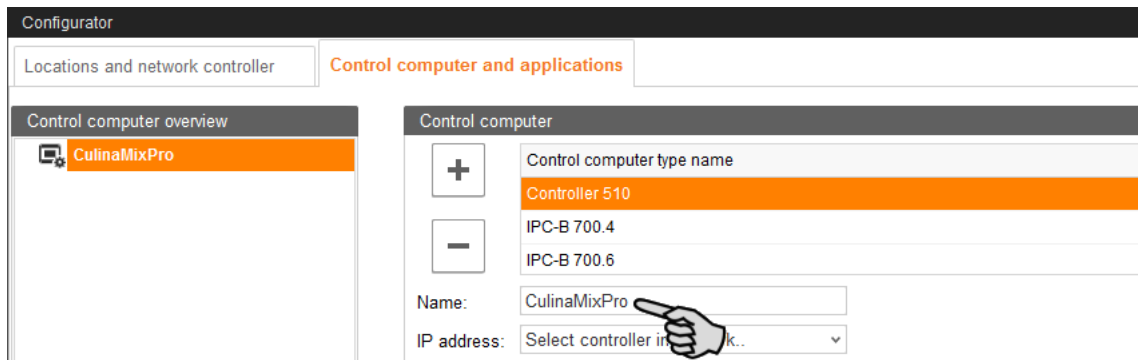 Configurator
Locations and network controller
Control computer and applications
Control computer overview
CulinaMixPro
Control computer
Control computer type name
Controller 510
IPC-B 700.4
IPC-B 700.6
Name:
CulinaMixPro
IP address:
Select controller in k..